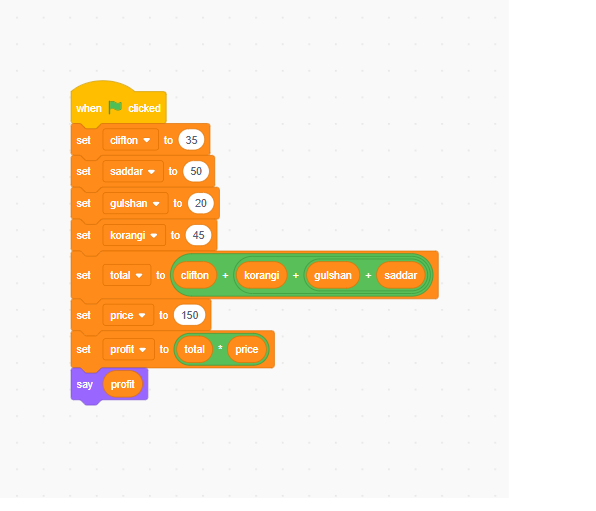 when clicked
set clifton to 35
set saddar to 50
set gulshan to 20
set korangi to 45
set total to clifton + korangi + gulshan + saddar
set price to 150
set profit to total * price
say profit